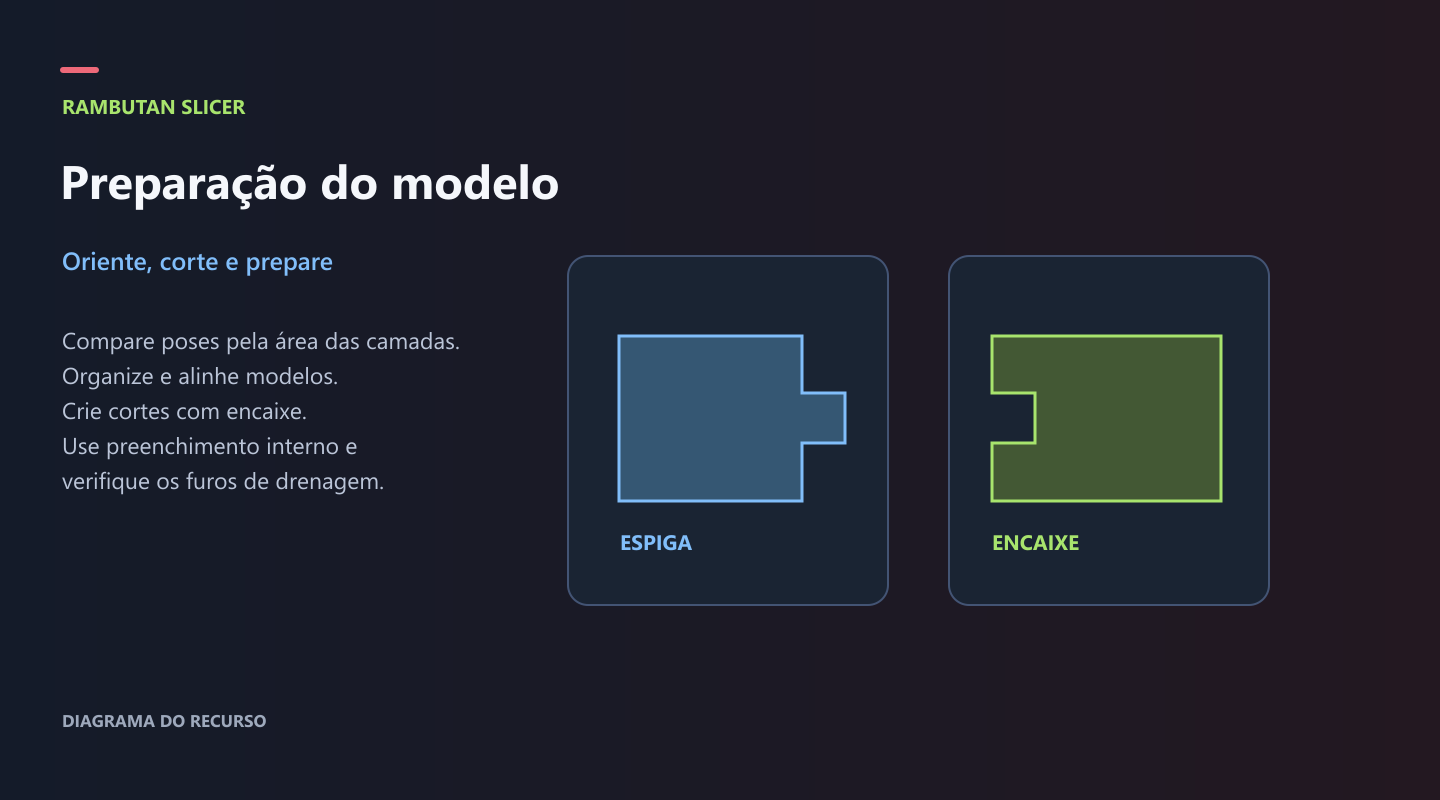 RAMBUTAN SLICER
Preparação do modelo
Oriente, corte e prepare
Compare poses pela área das camadas.
Organize e alinhe modelos.
Crie cortes com encaixe.
Use preenchimento interno e
verifique os furos de drenagem.
ESPIGA
ENCAIXE
DIAGRAMA DO RECURSO